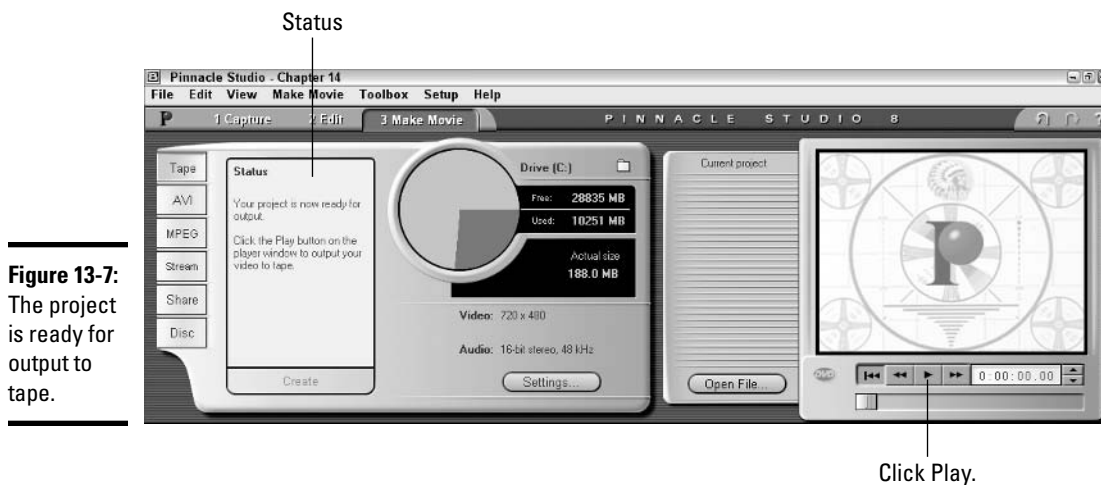 Status
Pinnacle Studio - Chapter 14
File Edit View Make Movie Toolbox Setup Help
P 1 Capture 2 Edit 3 Make Movie PINNACLE STUDIO 8
Tape
AVI
MPEG
Stream
Share
Disc
Status
Your project is now ready for
output.
Click the Play button on the
player window to output your
video to tape.
Create
Drive (C:)
Free: 28835 MB
Used: 10251 MB
Actual size
188.0 MB
Video: 720 x 480
Audio: 16-bit stereo, 48 kHz
Settings...
Current project
Open File...
P
DVD
0:00:00.00
Click Play.
Figure 13-7:
The project
is ready for
output to
tape.